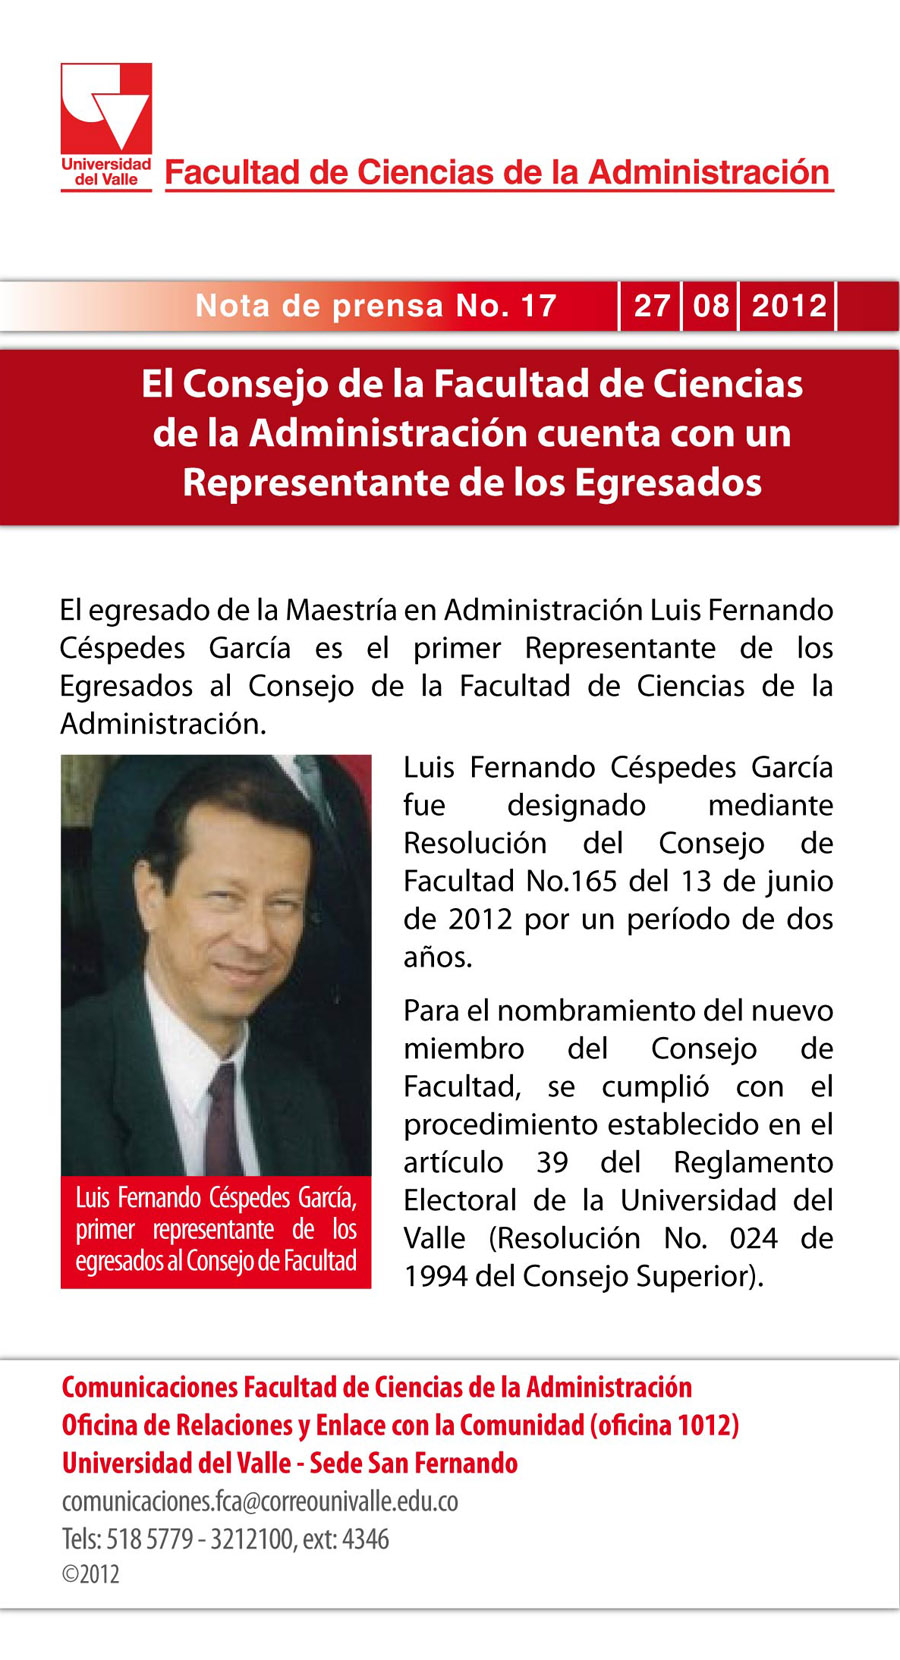 Universidad
del Valle
Facultad de Ciencias de la Administración
Nota de prensa No. 17 27 08 2012
El Consejo de la Facultad de Ciencias
de la Administración cuenta con un
Representante de los Egresados
El egresado de la Maestría en Administración Luis Fernando
Céspedes García es el primer Representante de los
Egresados al Consejo de la Facultad de Ciencias de la
Administración.
Luis Fernando Céspedes García
fue designado mediante
Resolución del Consejo de
Facultad No.165 del 13 de junio
de 2012 por un período de dos
años.
Para el nombramiento del nuevo
miembro del Consejo de
Facultad, se cumplió con el
procedimiento establecido en el
artículo 39 del Reglamento
Electoral de la Universidad del
Valle (Resolución No. 024 de
1994 del Consejo Superior).
Luis Fernando Céspedes García,
primer representante de los
egresados al Consejo de Facultad
Comunicaciones Facultad de Ciencias de la Administración
Oficina de Relaciones y Enlace con la Comunidad (oficina 1012)
Universidad del Valle - Sede San Fernando
comunicaciones.fca@correounivalle.edu.co
Tels: 518 5779 - 3212100, ext: 4346
©2012